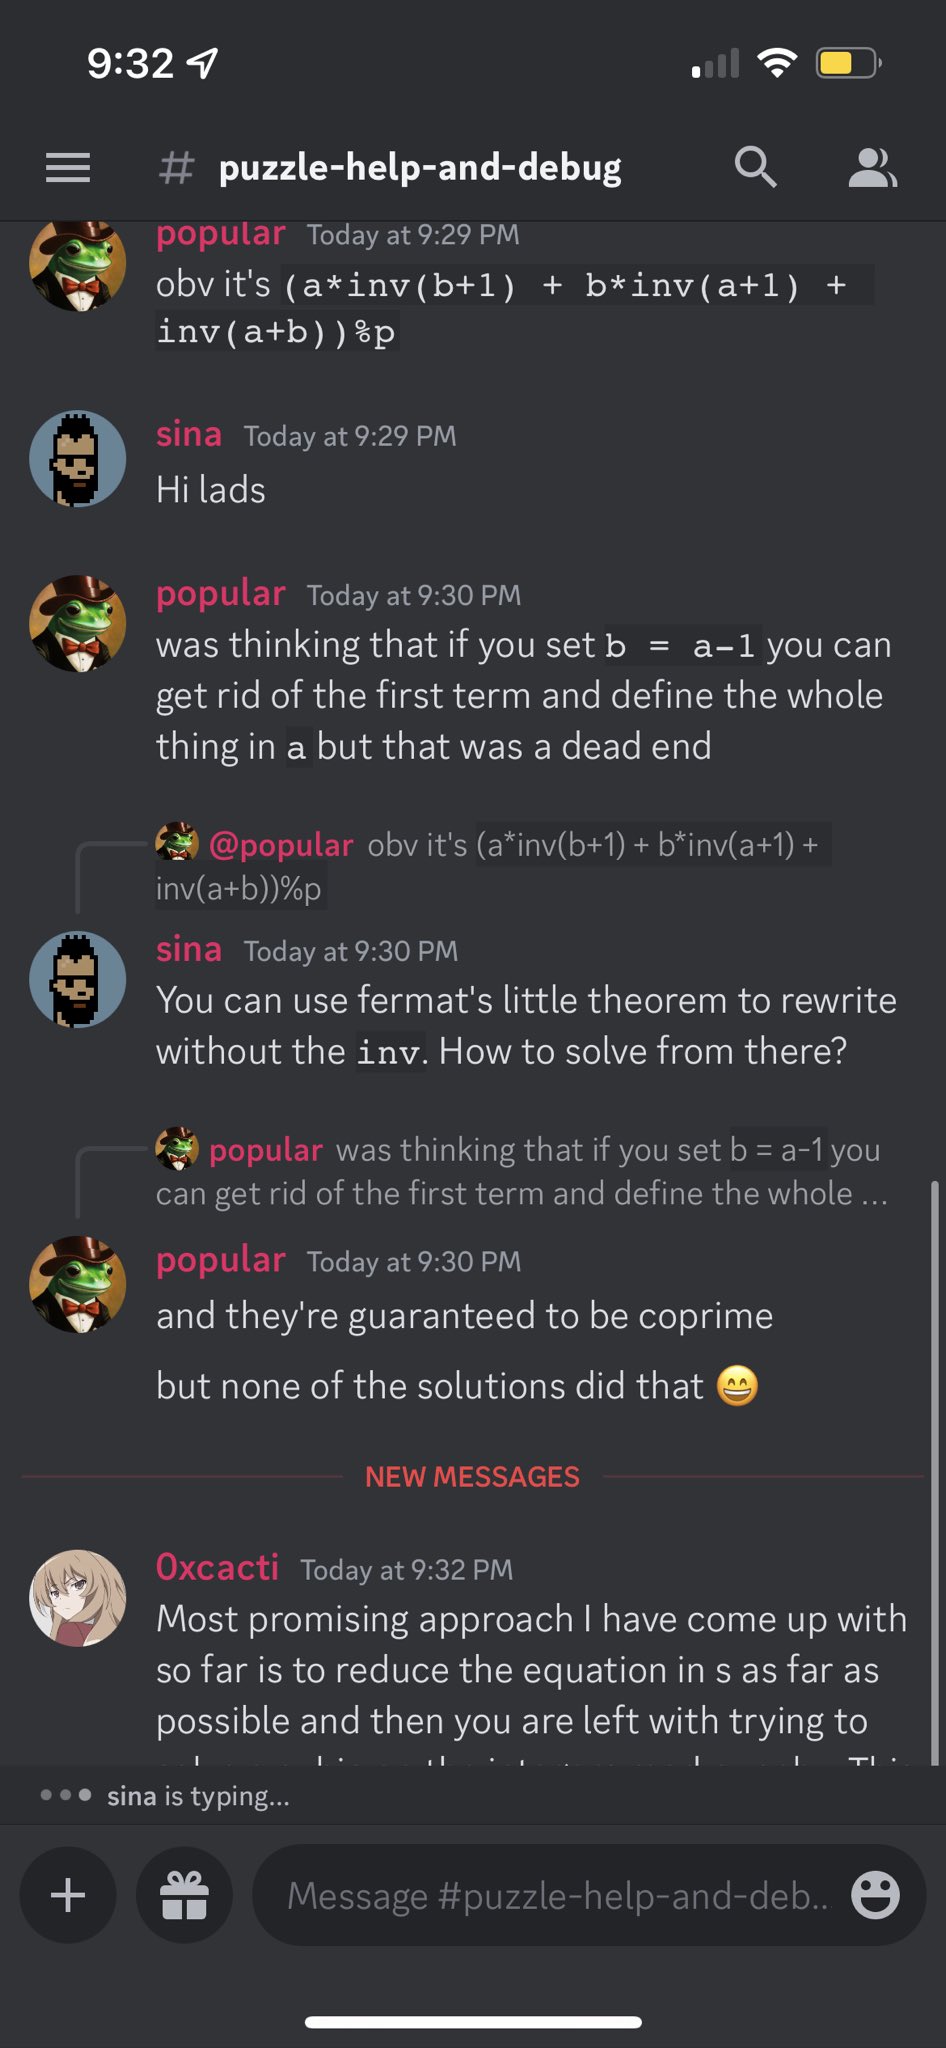 9:32
# puzzle-help-and-debug
popular Today at 9:29 PM
obv it's (a*inv(b+1) + b*inv(a+1) +
inv(a+b))%p
sina Today at 9:29 PM
Hi lads
popular Today at 9:30 PM
was thinking that if you set b = a-1 you can
get rid of the first term and define the whole
thing in a but that was a dead end
@popular obv it's (a*inv(b+1) + b*inv(a+1) +
inv(a+b))%p
sina Today at 9:30 PM
You can use fermat's little theorem to rewrite
without the inv. How to solve from there?
popular was thinking that if you set b = a-1 you
can get rid of the first term and define the whole ...
popular Today at 9:30 PM
and they're guaranteed to be coprime
but none of the solutions did that 😄
NEW MESSAGES
0xcacti Today at 9:32 PM
Most promising approach I have come up with
so far is to reduce the equation in s as far as
possible and then you are left with trying to
sina is typing...
Message #puzzle-help-and-deb...